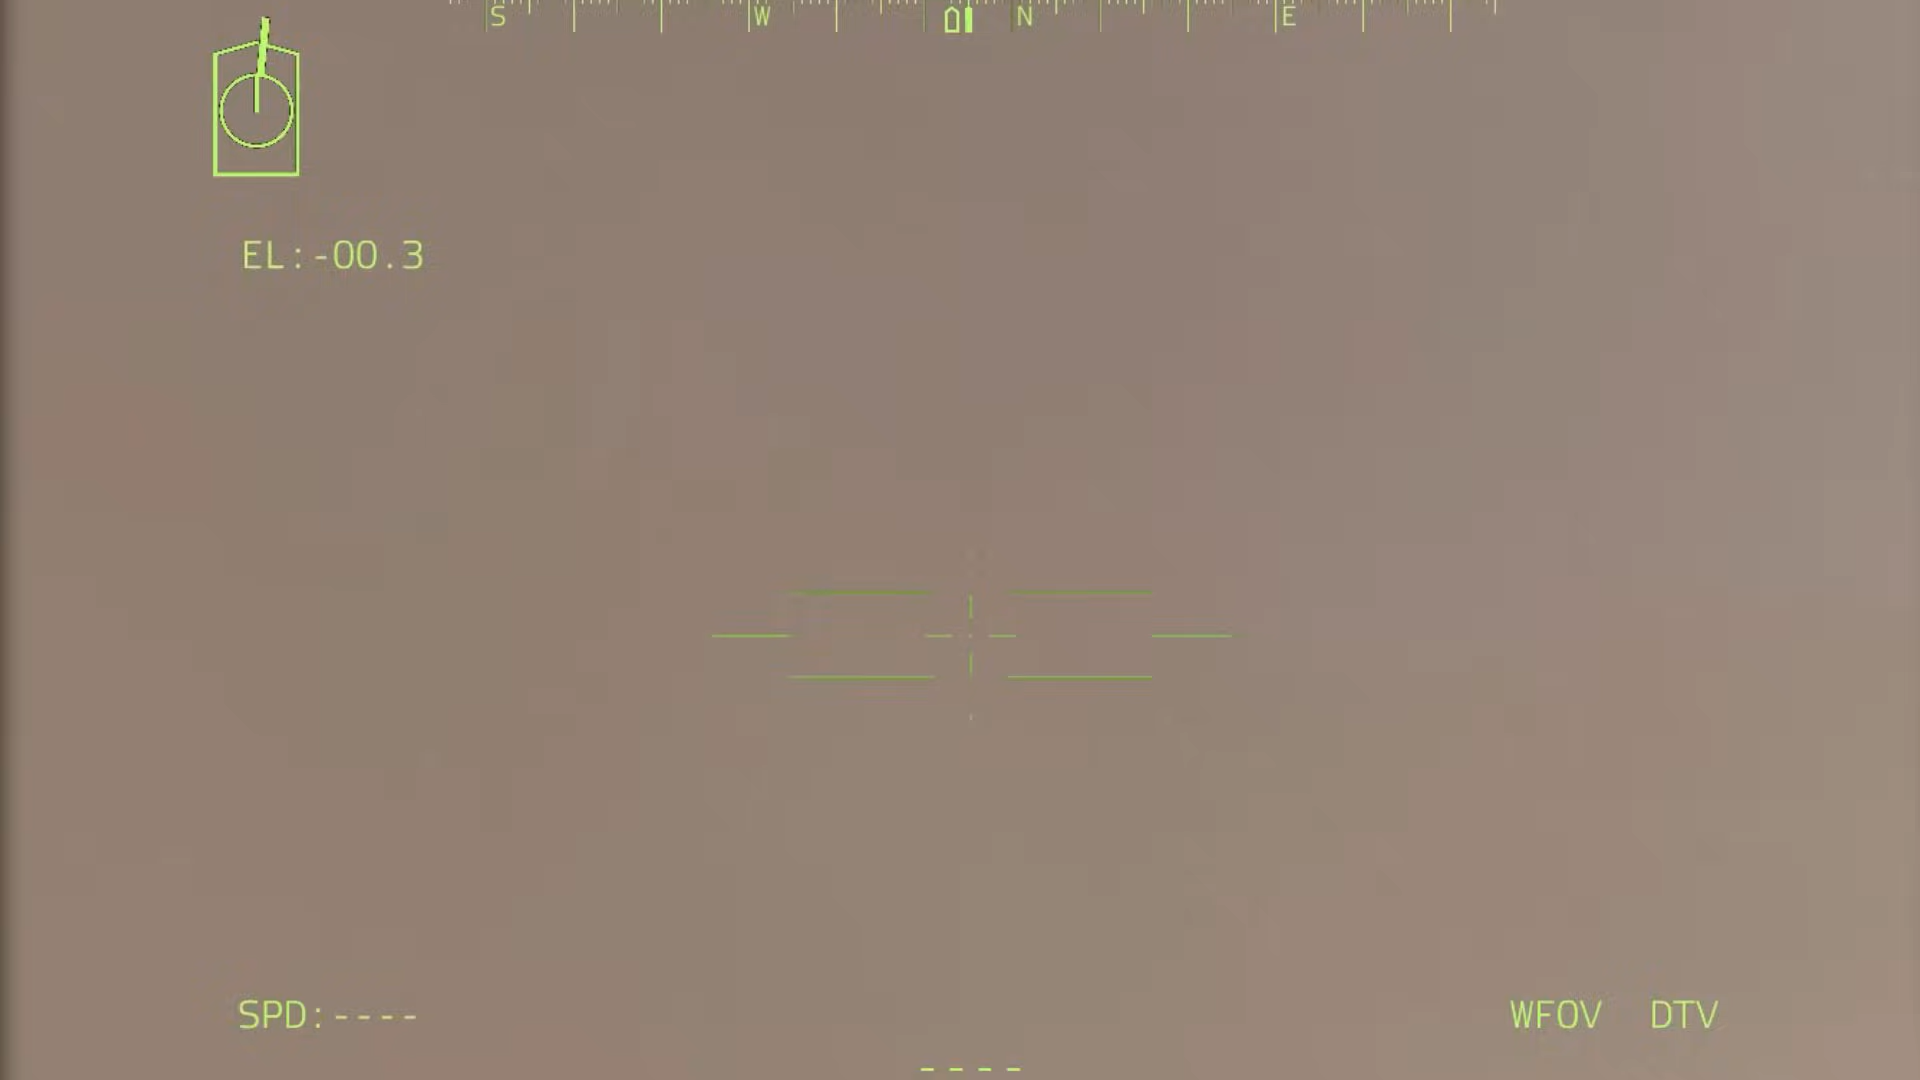 S W N E
EL:-00.3
SPD:----
WFOV DTV
----